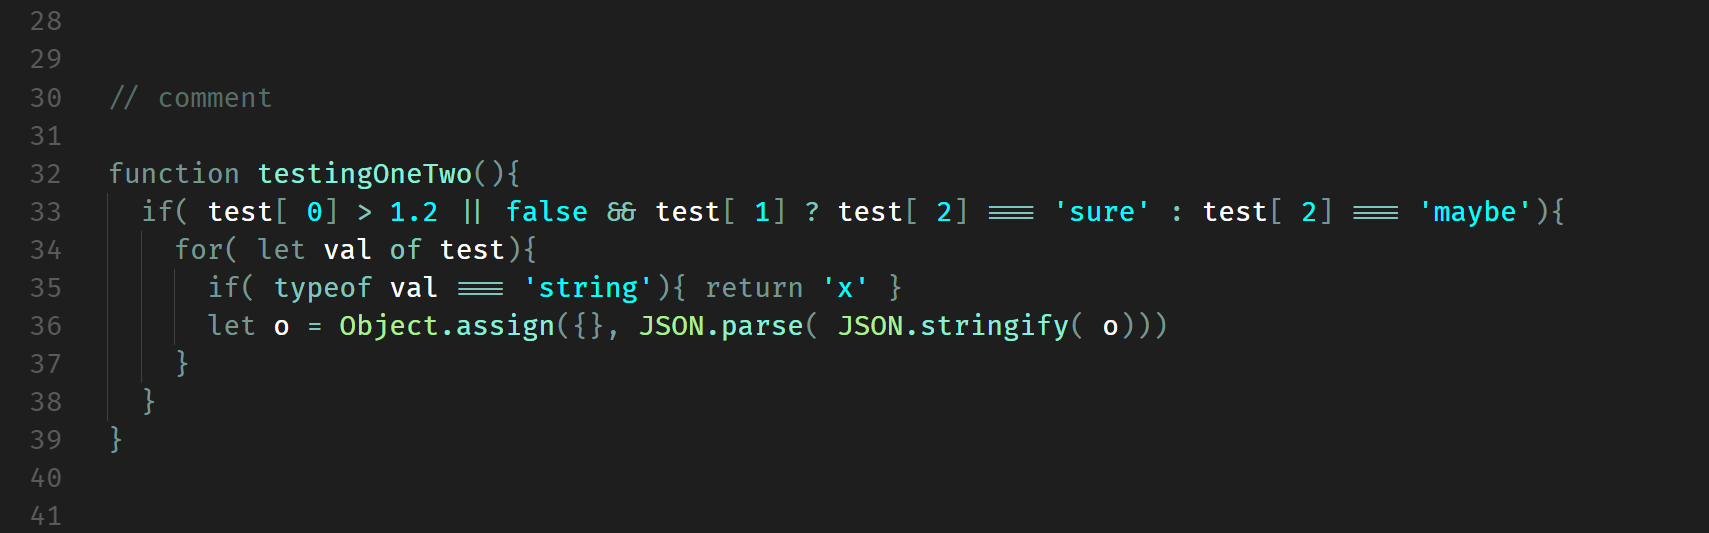 28
29
30 // comment
31
32 function testingOneTwo(){
33   if( test[ 0] > 1.2 || false && test[ 1] ? test[ 2] === 'sure' : test[ 2] === 'maybe'){
34     for( let val of test){
35       if( typeof val === 'string'){ return 'x' }
36       let o = Object.assign({}, JSON.parse( JSON.stringify( o)))
37     }
38   }
39 }
40
41